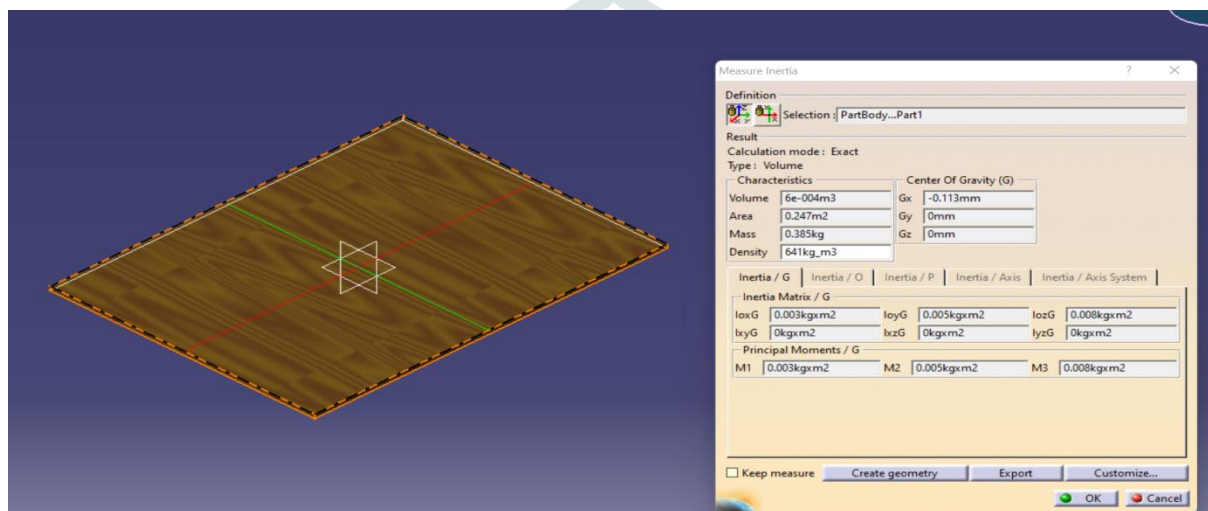 Measure Inertia ? ×
Definition
Selection : PartBody...Part1
Result
Calculation mode : Exact
Type : Volume
Characteristics Center Of Gravity (G)
Volume 6e-004m3 Gx -0.113mm
Area 0.247m2 Gy 0mm
Mass 0.385kg Gz 0mm
Density 641kg_m3
Inertia / G Inertia / O Inertia / P Inertia / Axis Inertia / Axis System
Inertia Matrix / G
IoxG 0.003kgxm2 IoyG 0.005kgxm2 IozG 0.008kgxm2
IxyG 0kgxm2 IxzG 0kgxm2 IyzG 0kgxm2
Principal Moments / G
M1 0.003kgxm2 M2 0.005kgxm2 M3 0.008kgxm2
Keep measure Create geometry Export Customize...
OK Cancel